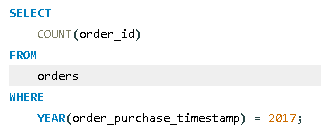 SELECT
COUNT(order_id)
FROM
orders
WHERE
YEAR(order_purchase_timestamp) = 2017;